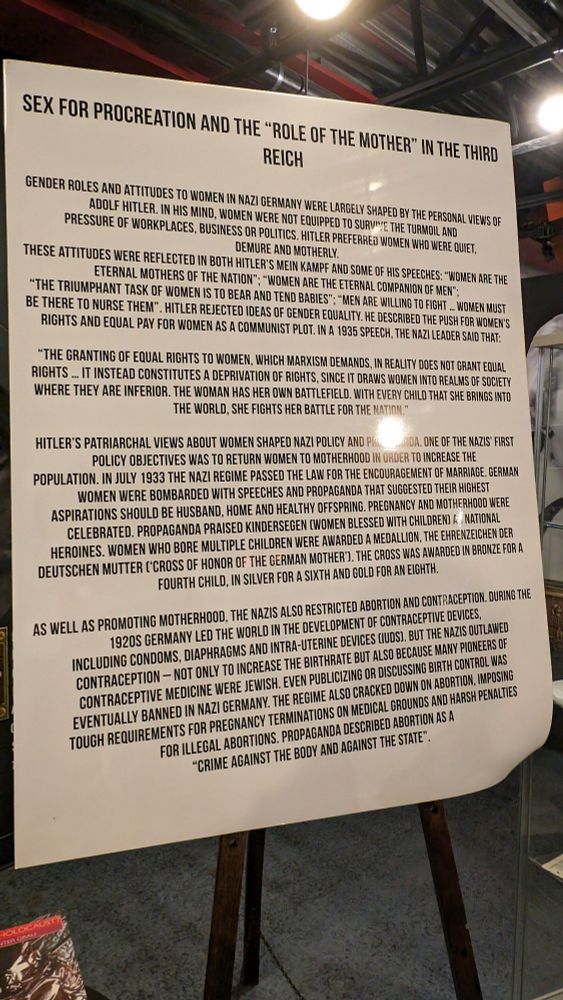 SEX FOR PROCREATION AND THE “ROLE OF THE MOTHER” IN THE THIRD
REICH
GENDER ROLES AND ATTITUDES TO WOMEN IN NAZI GERMANY WERE LARGELY SHAPED BY THE PERSONAL VIEWS OF
ADOLF HITLER. IN HIS MIND, WOMEN WERE NOT EQUIPPED TO SURVIVE THE TURMOIL AND
PRESSURE OF WORKPLACES, BUSINESS OR POLITICS. HITLER PREFERRED WOMEN WHO WERE QUIET,
DEMURE AND MOTHERLY.
THESE ATTITUDES WERE REFLECTED IN BOTH HITLER'S MEIN KAMPF AND SOME OF HIS SPEECHES: “WOMEN ARE THE
ETERNAL MOTHERS OF THE NATION”; “WOMEN ARE THE ETERNAL COMPANION OF MEN”;
“THE TRIUMPHANT TASK OF WOMEN IS TO BEAR AND TEND BABIES”; “MEN ARE WILLING TO FIGHT … WOMEN MUST
BE THERE TO NURSE THEM”. HITLER REJECTED IDEAS OF GENDER EQUALITY. HE DESCRIBED THE PUSH FOR WOMEN'S
RIGHTS AND EQUAL PAY FOR WOMEN AS A COMMUNIST PLOT. IN A 1935 SPEECH, THE NAZI LEADER SAID THAT:
“THE GRANTING OF EQUAL RIGHTS TO WOMEN, WHICH MARXISM DEMANDS, IN REALITY DOES NOT GRANT EQUAL
RIGHTS … IT INSTEAD CONSTITUTES A DEPRIVATION OF RIGHTS, SINCE IT DRAWS WOMEN INTO REALMS OF SOCIETY
WHERE THEY ARE INFERIOR. THE WOMAN HAS HER OWN BATTLEFIELD. WITH EVERY CHILD THAT SHE BRINGS INTO
THE WORLD, SHE FIGHTS HER BATTLE FOR THE NATION.”
HITLER'S PATRIARCHAL VIEWS ABOUT WOMEN SHAPED NAZI POLICY AND PROPAGANDA. ONE OF THE NAZIS' FIRST
POLICY OBJECTIVES WAS TO RETURN WOMEN TO MOTHERHOOD IN ORDER TO INCREASE THE
POPULATION. IN JULY 1933 THE NAZI REGIME PASSED THE LAW FOR THE ENCOURAGEMENT OF MARRIAGE. GERMAN
WOMEN WERE BOMBARDED WITH SPEECHES AND PROPAGANDA THAT SUGGESTED THEIR HIGHEST
ASPIRATIONS SHOULD BE HUSBAND, HOME AND HEALTHY OFFSPRING. PREGNANCY AND MOTHERHOOD WERE
CELEBRATED. PROPAGANDA PRAISED KINDERSEGEN (WOMEN BLESSED WITH CHILDREN) AS NATIONAL
HEROINES. WOMEN WHO BORE MULTIPLE CHILDREN WERE AWARDED A MEDALLION, THE EHRENZEICHEN DER
DEUTSCHEN MUTTER (‘CROSS OF HONOR OF THE GERMAN MOTHER’). THE CROSS WAS AWARDED IN BRONZE FOR A
FOURTH CHILD, IN SILVER FOR A SIXTH AND GOLD FOR AN EIGHTH.
AS WELL AS PROMOTING MOTHERHOOD, THE NAZIS ALSO RESTRICTED ABORTION AND CONTRACEPTION. DURING THE
1920S GERMANY LED THE WORLD IN THE DEVELOPMENT OF CONTRACEPTIVE DEVICES,
INCLUDING CONDOMS, DIAPHRAGMS AND INTRA-UTERINE DEVICES (IUDS). BUT THE NAZIS OUTLAWED
CONTRACEPTION – NOT ONLY TO INCREASE THE BIRTHRATE BUT ALSO BECAUSE MANY PIONEERS OF
CONTRACEPTIVE MEDICINE WERE JEWISH. EVEN PUBLICIZING OR DISCUSSING BIRTH CONTROL WAS
EVENTUALLY BANNED IN NAZI GERMANY. THE REGIME ALSO CRACKED DOWN ON ABORTION, IMPOSING
TOUGH REQUIREMENTS FOR PREGNANCY TERMINATIONS ON MEDICAL GROUNDS AND HARSH PENALTIES
FOR ILLEGAL ABORTIONS. PROPAGANDA DESCRIBED ABORTION AS A
“CRIME AGAINST THE BODY AND AGAINST THE STATE”.
HOLOCAUST